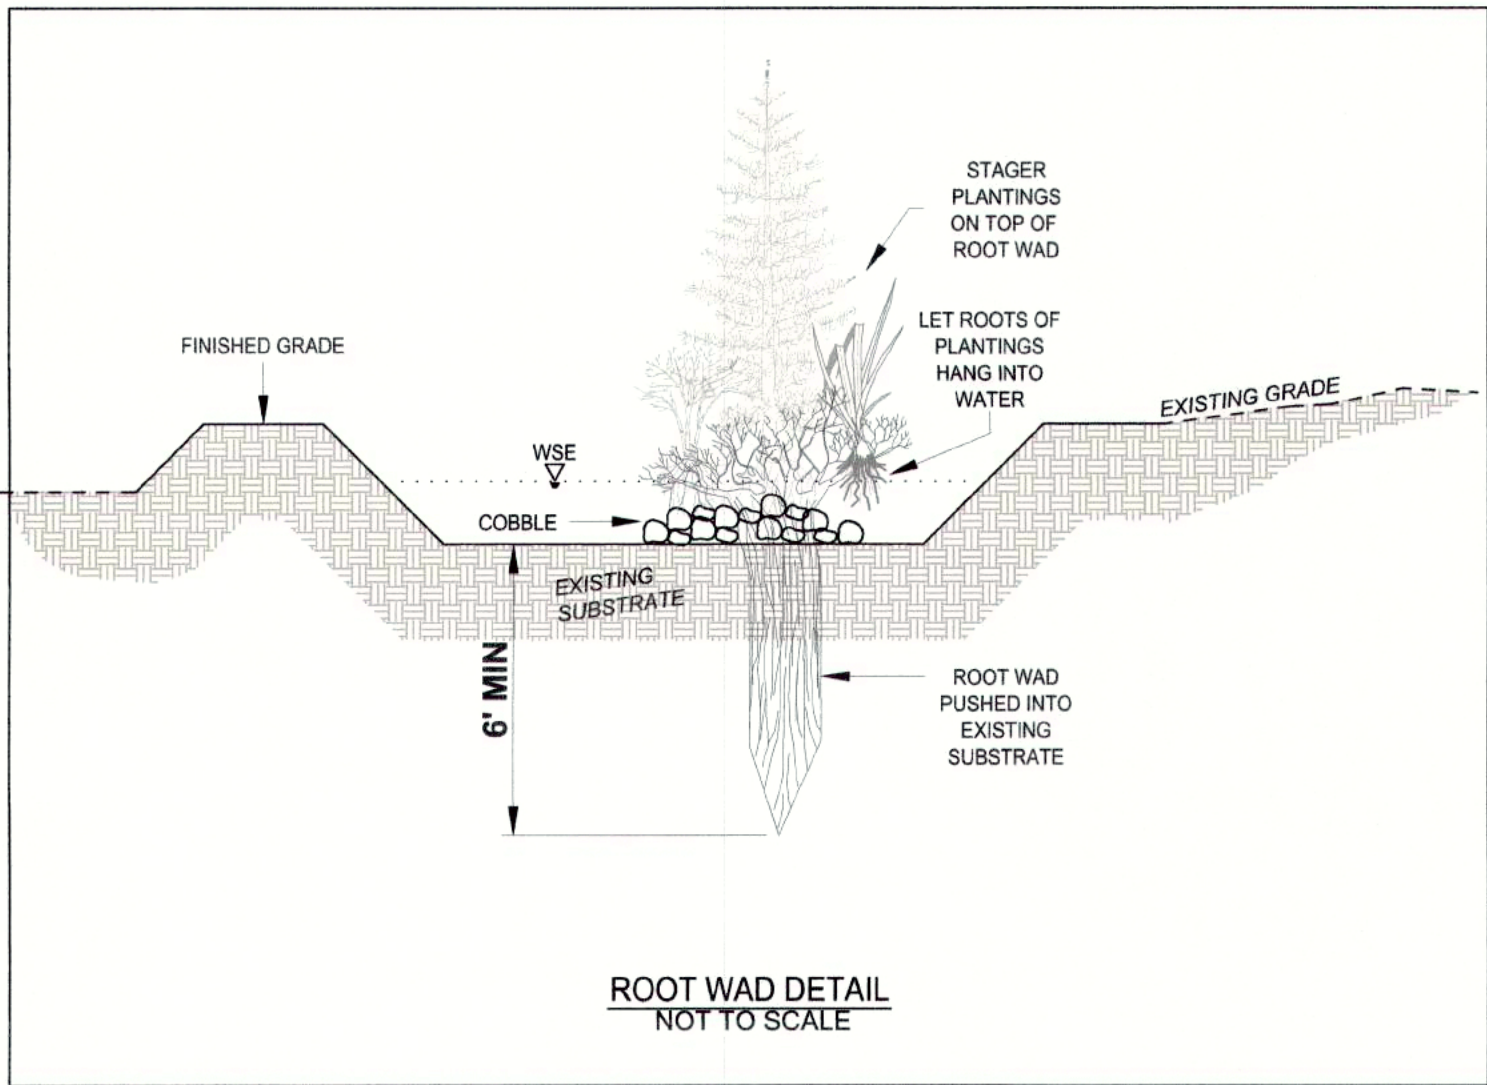 STAGER
PLANTINGS
ON TOP OF
ROOT WAD
LET ROOTS OF
PLANTINGS
HANG INTO
WATER
FINISHED GRADE
EXISTING GRADE
WSE
COBBLE
EXISTING
SUBSTRATE
6' MIN
ROOT WAD
PUSHED INTO
EXISTING
SUBSTRATE
ROOT WAD DETAIL
NOT TO SCALE